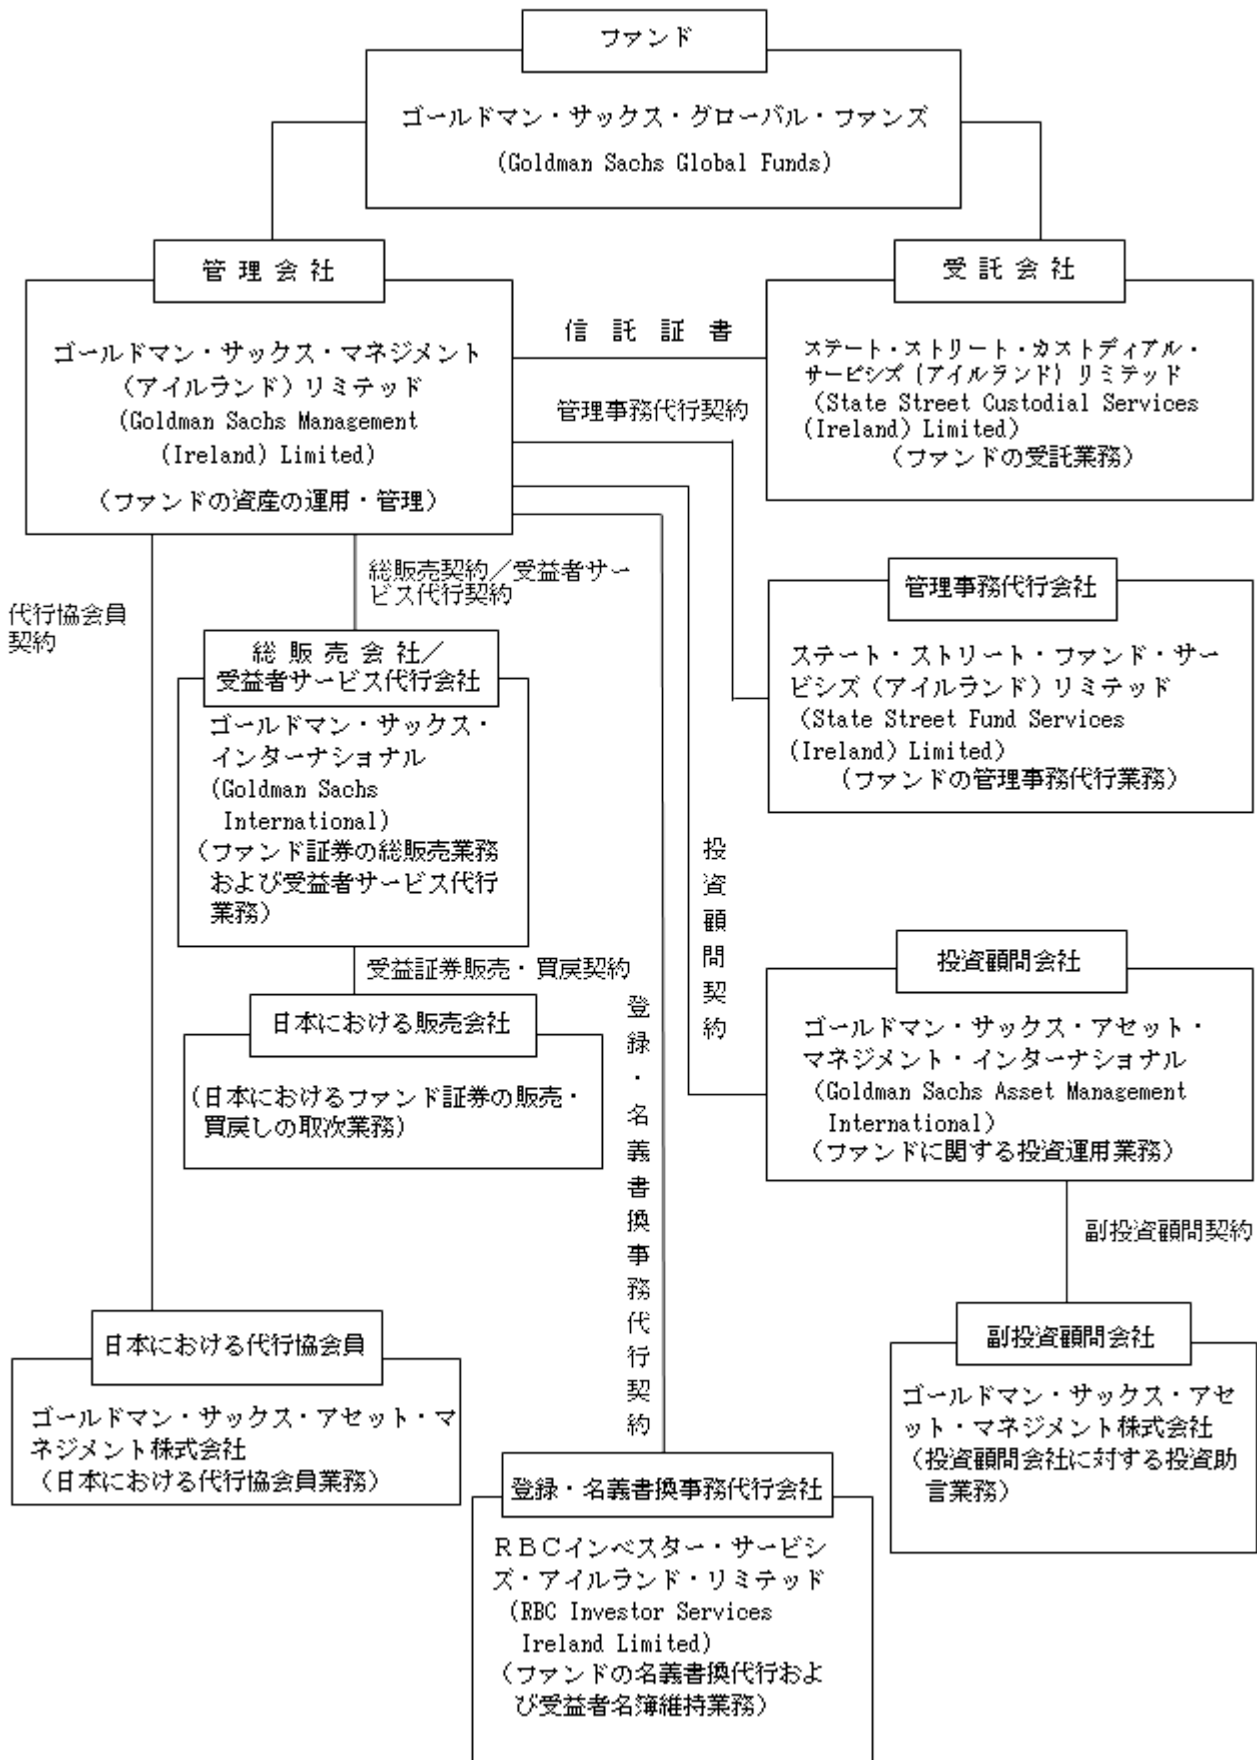 ファンド
ゴールドマン・サックス・グローバル・ファンズ
(Goldman Sachs Global Funds)
管 理 会 社
ゴールドマン・サックス・マネジメント
(アイルランド) リミテッド
(Goldman Sachs Management
(Ireland) Limited)
(ファンドの資産の運用・管理)
受 託 会 社
ステート・ストリート・カストディアル・
サービシズ (アイルランド) リミテッド
(State Street Custodial Services
(Ireland) Limited)
(ファンドの受託業務)
信 託 証 書
管理事務代行契約
総販売契約／受益者サー
ビス代行契約
代行協会員
契約
総 販 売 会 社／
受益者サービス代行会社
ゴールドマン・サックス・
インターナショナル
(Goldman Sachs
International)
(ファンド証券の総販売業務
および受益者サービス代行
業務)
管理事務代行会社
ステート・ストリート・ファンド・サー
ビシズ (アイルランド) リミテッド
(State Street Fund Services
(Ireland) Limited)
(ファンドの管理事務代行業務)
投資顧問契約
受益証券販売・買戻契約
日本における販売会社
(日本におけるファンド証券の販売・
買戻しの取次業務)
登録・名義書換事務代行契約
投資顧問会社
ゴールドマン・サックス・アセット・
マネジメント・インターナショナル
(Goldman Sachs Asset Management
International)
(ファンドに関する投資運用業務)
副投資顧問契約
日本における代行協会員
ゴールドマン・サックス・アセット・マ
ネジメント株式会社
(日本における代行協会員業務)
副投資顧問会社
ゴールドマン・サックス・アセ
ット・マネジメント株式会社
(投資顧問会社に対する投資助
言業務)
登録・名義書換事務代行会社
ＲＢＣインベスター・サービシ
ズ・アイルランド・リミテッド
(RBC Investor Services
Ireland Limited)
(ファンドの名義書換代行およ
び受益者名簿維持業務)